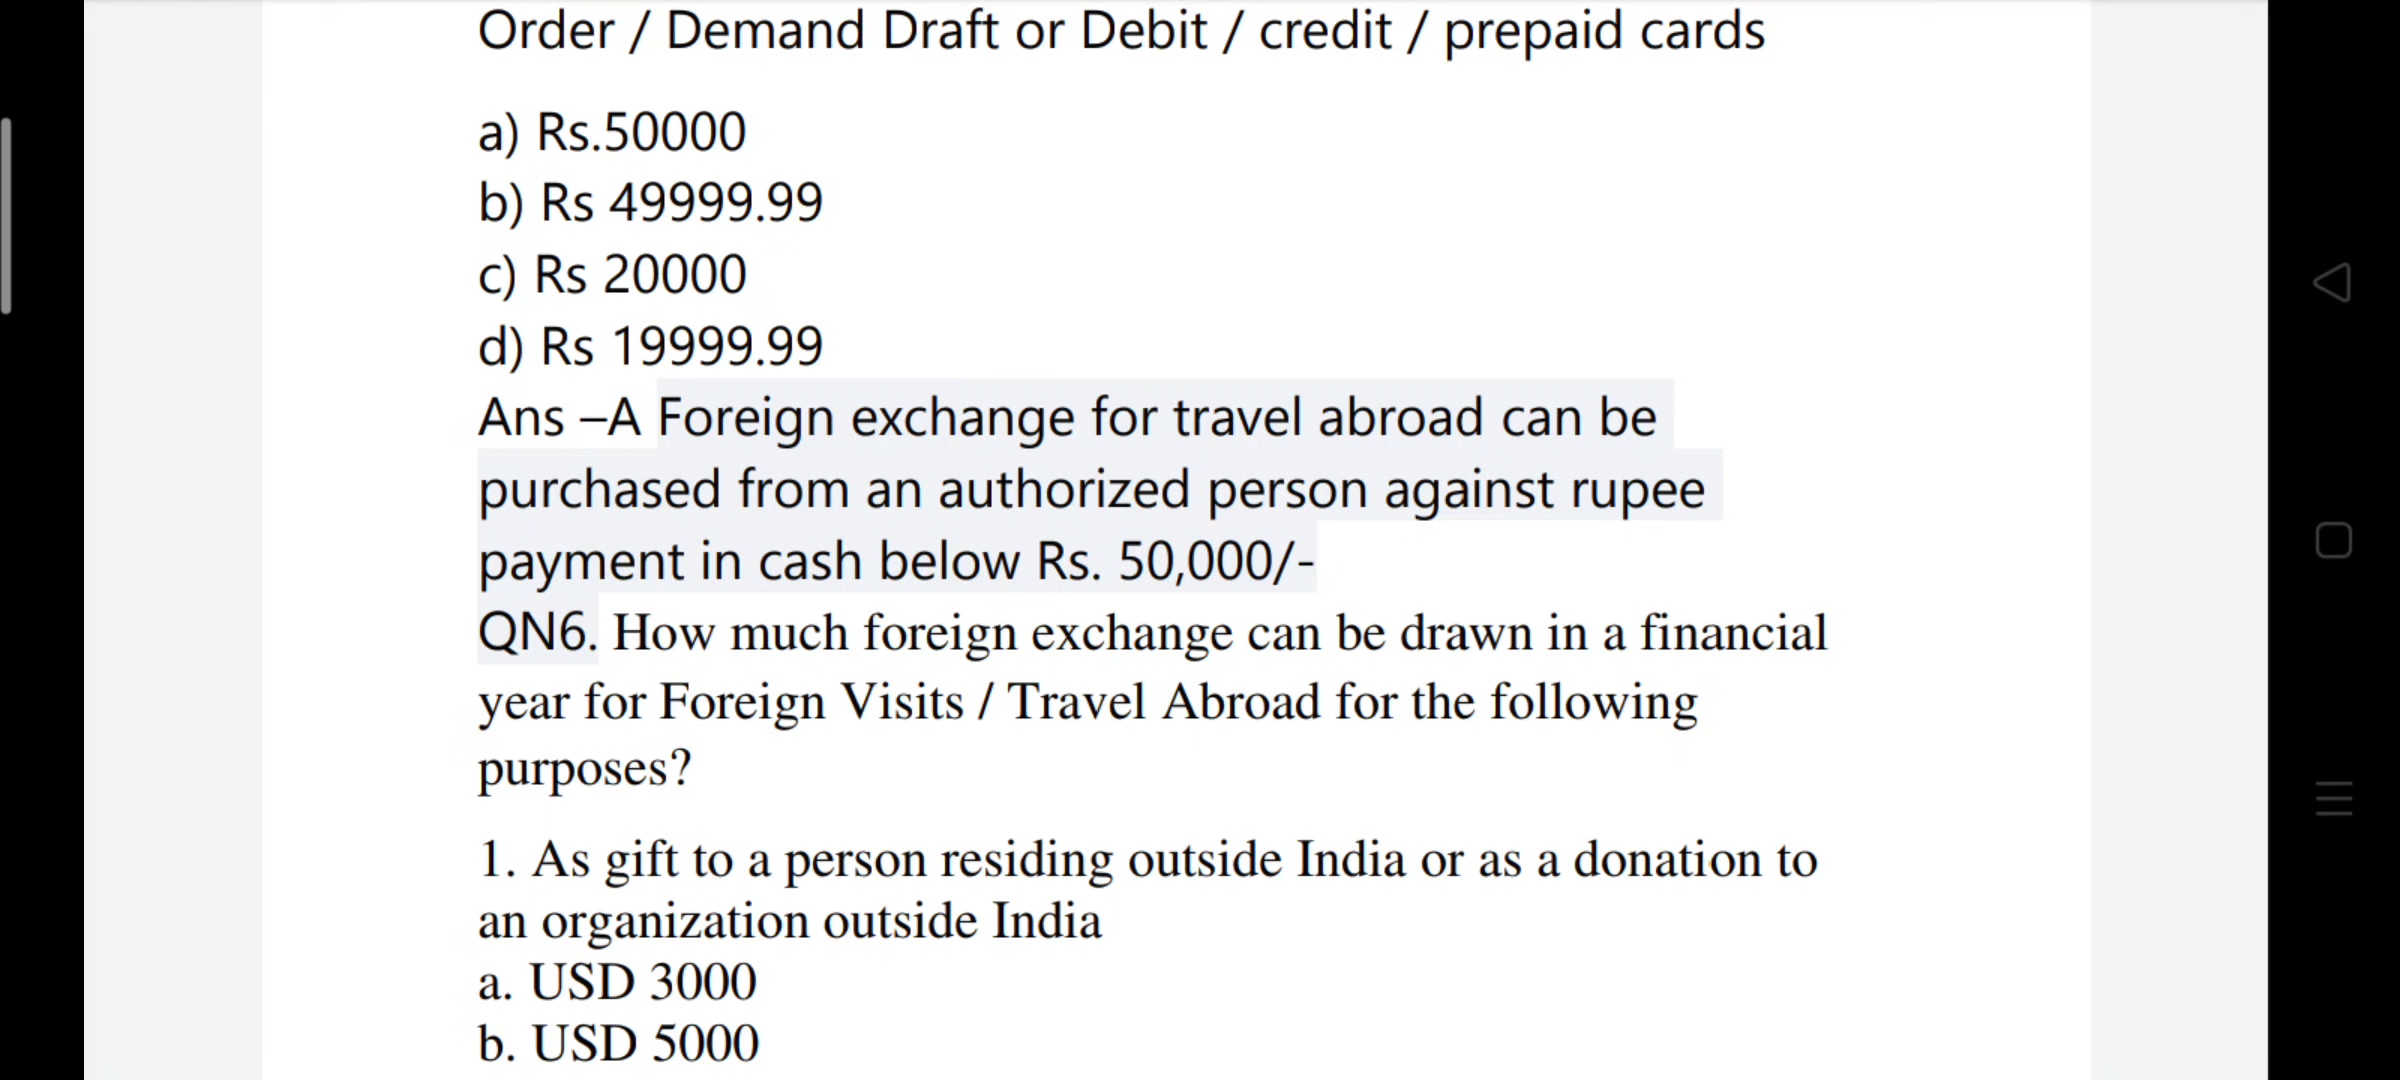 Order / Demand Draft or Debit / credit / prepaid cards
a) Rs.50000
b) Rs 49999.99
c) Rs 20000
d) Rs 19999.99
Ans –A Foreign exchange for travel abroad can be
purchased from an authorized person against rupee
payment in cash below Rs. 50,000/-
QN6. How much foreign exchange can be drawn in a financial
year for Foreign Visits / Travel Abroad for the following
purposes?
1. As gift to a person residing outside India or as a donation to
an organization outside India
a. USD 3000
b. USD 5000